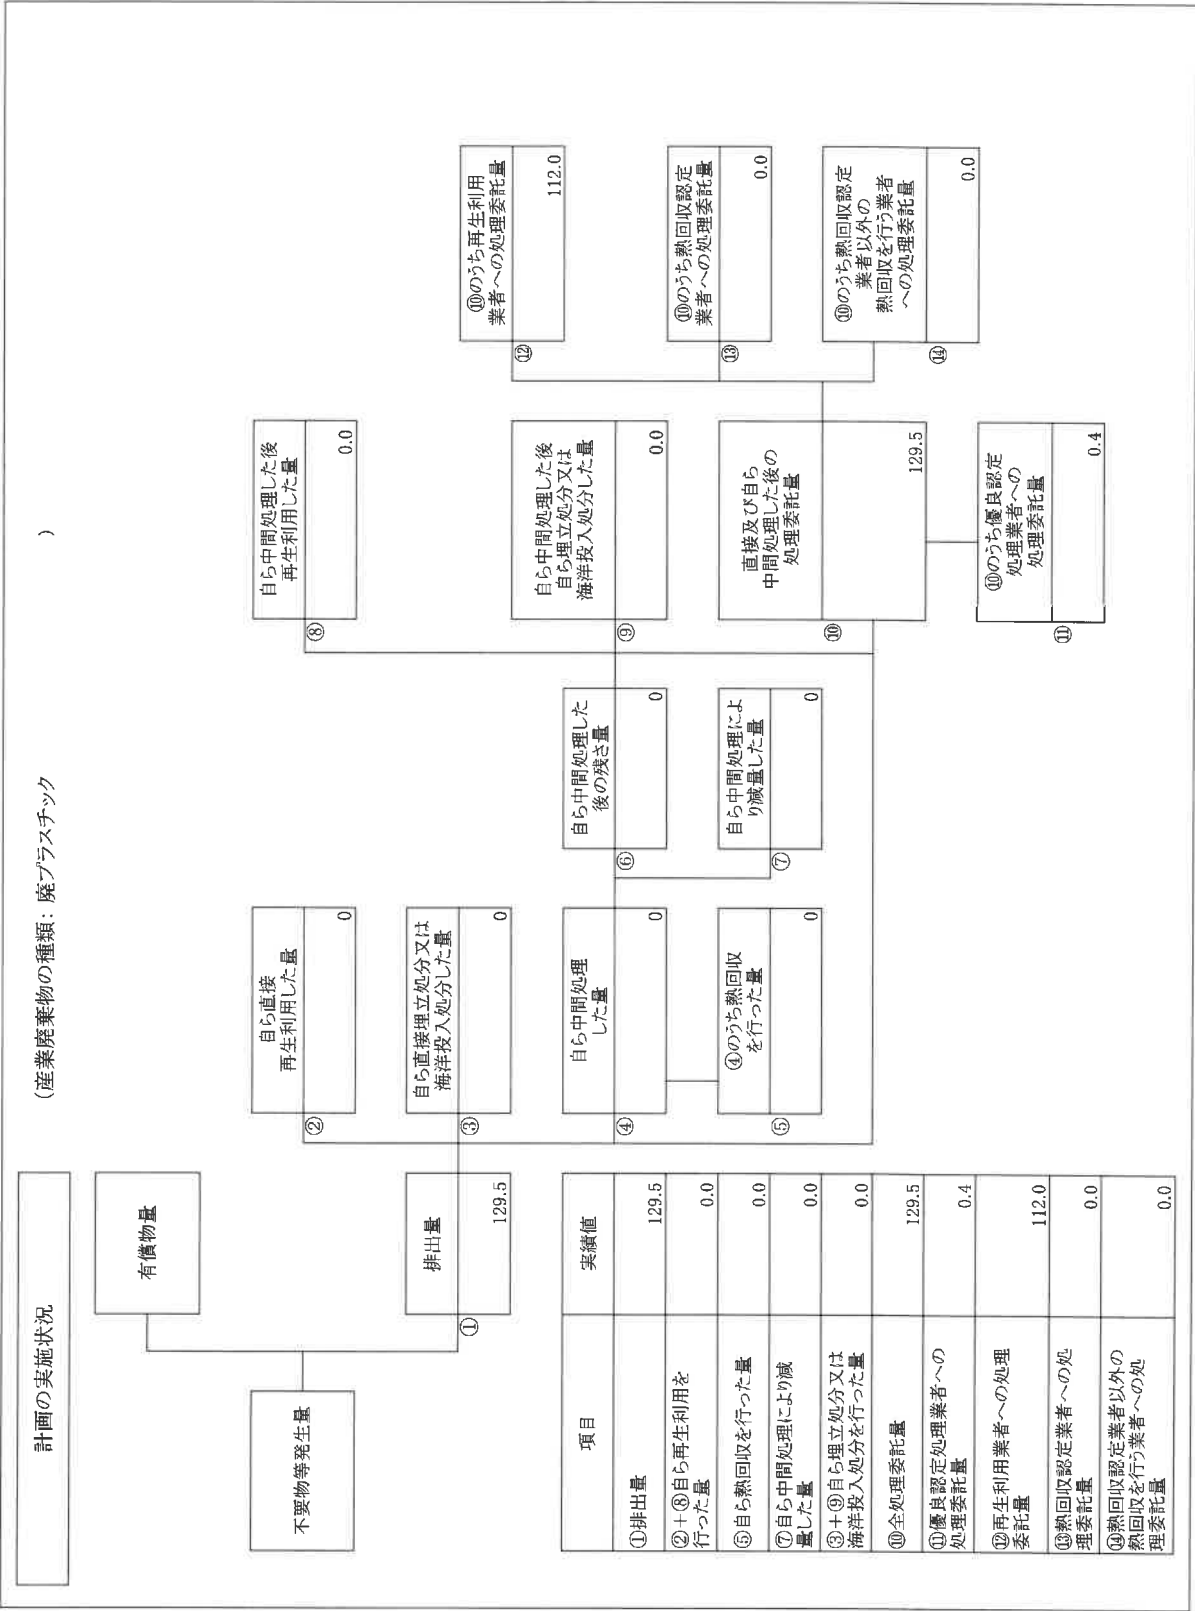 計画の実施状況
(産業廃棄物の種類：廃プラスチック
)
不要物等発生量
有償物量
①
排出量
129.5
②
自ら直接
再生利用した量
0
③
自ら直接埋立処分又は
海洋投入処分した量
0
④
自ら中間処理
した量
0
⑤
④のうち熱回収
を行った量
0
⑥
自ら中間処理した
後の残さ量
0
⑦
自ら中間処理によ
り減量した量
0
⑧
自ら中間処理した後
再生利用した量
0.0
⑨
自ら中間処理した後
自ら埋立処分又は
海洋投入処分した量
0.0
⑩
直接及び自ら
中間処理した後の
処理委託量
129.5
⑪
⑩のうち優良認定
処理業者への
処理委託量
0.4
⑫
⑩のうち再生利用
業者への処理委託量
112.0
⑬
⑩のうち熱回収認定
業者への処理委託量
0.0
⑭
⑩のうち熱回収認定
業者以外の
熱回収を行う業者
への処理委託量
0.0
項目 実績値
①排出量 129.5
②+⑧自ら再生利用を
行った量 0.0
⑤自ら熱回収を行った量 0.0
⑦自ら中間処理により減
量した量 0.0
③+⑨自ら埋立処分又は
海洋投入処分を行った量 0.0
⑩全処理委託量 129.5
⑪優良認定処理業者への
処理委託量 0.4
⑫再生利用業者への処理
委託量 112.0
⑬熱回収認定業者への処
理委託量 0.0
⑭熱回収認定業者以外の
熱回収を行う業者への処
理委託量 0.0